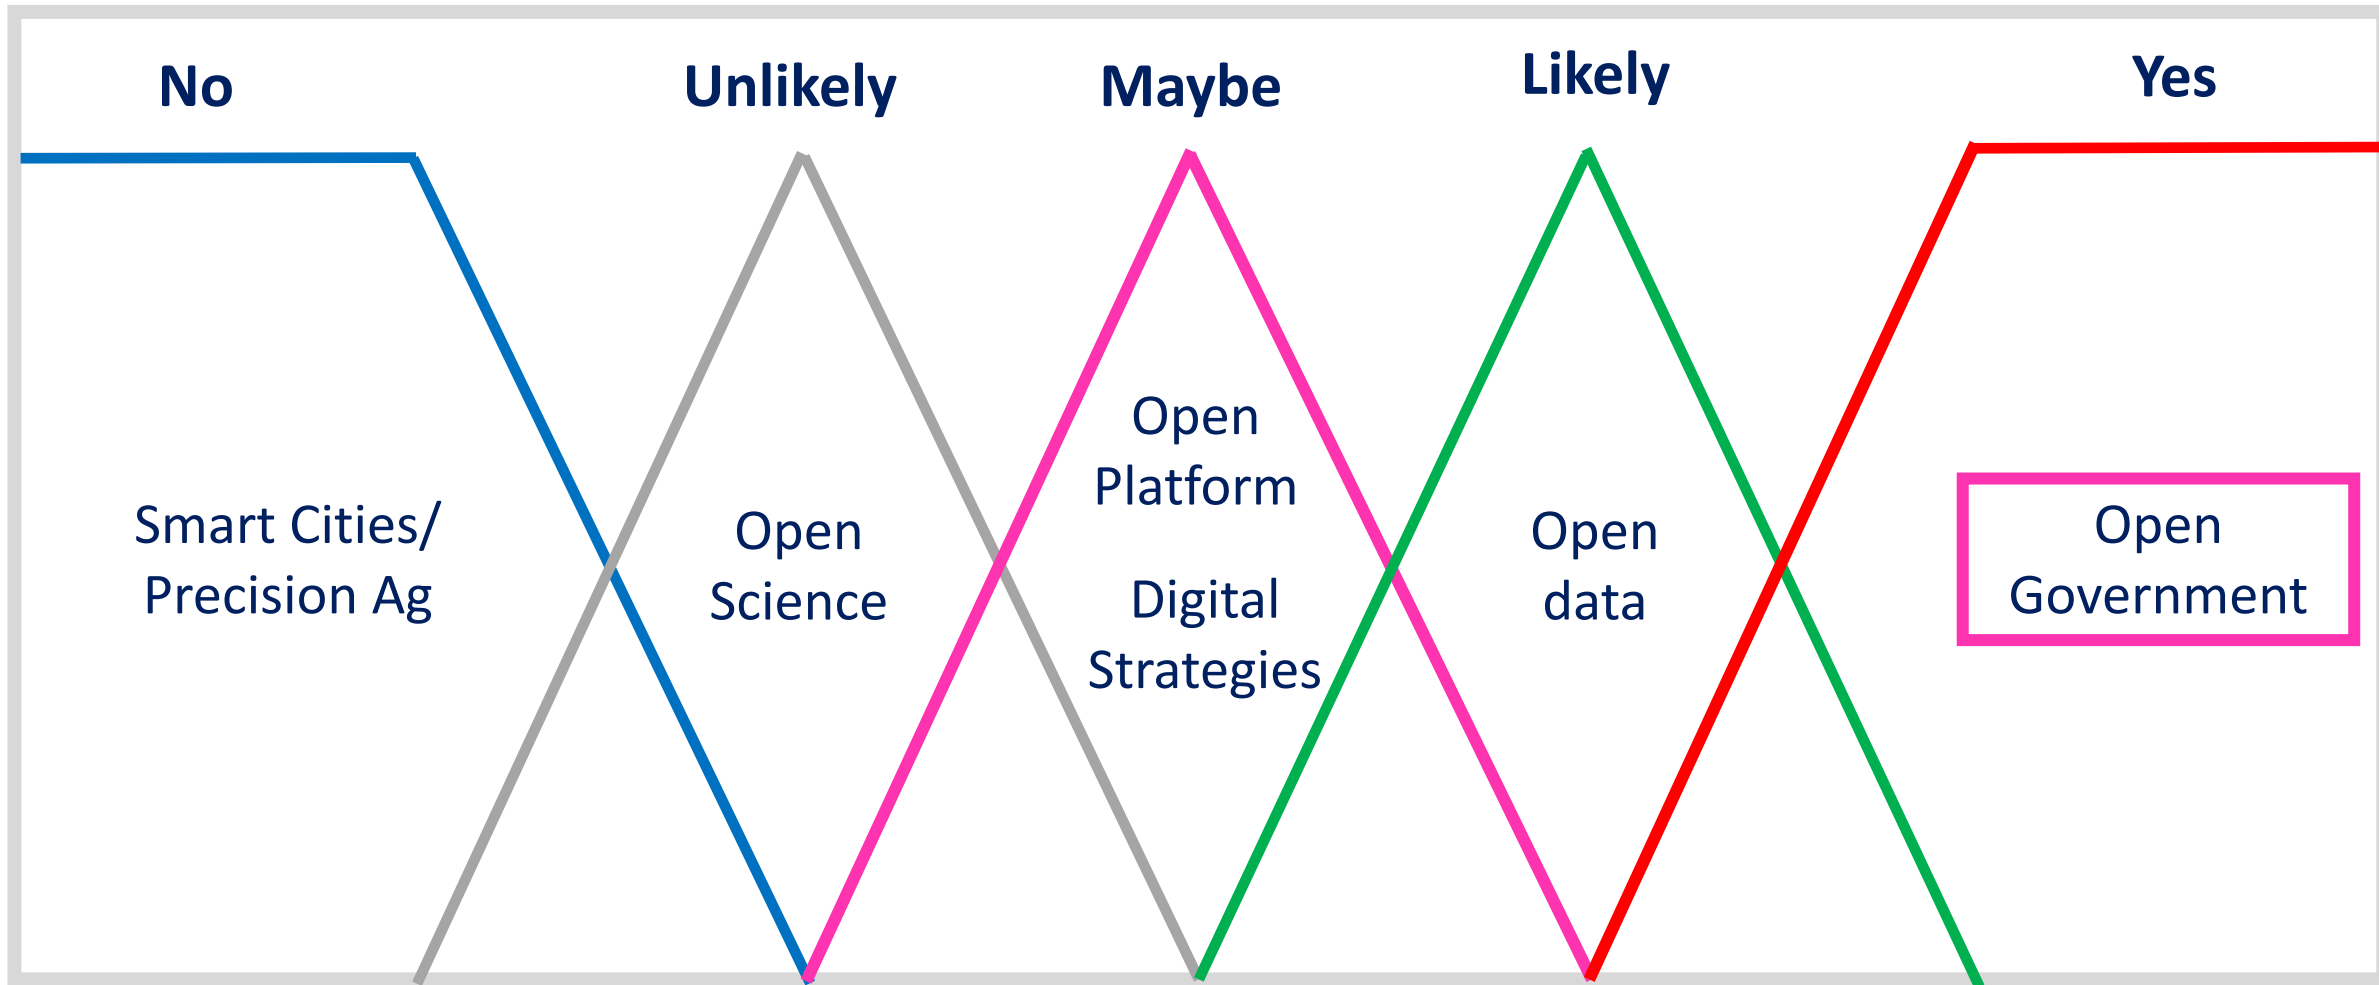 No
Unlikely
Maybe
Likely
Yes
Smart Cities/
Precision Ag
Open
Science
Open
Platform
Digital
Strategies
Open
data
Open
Government